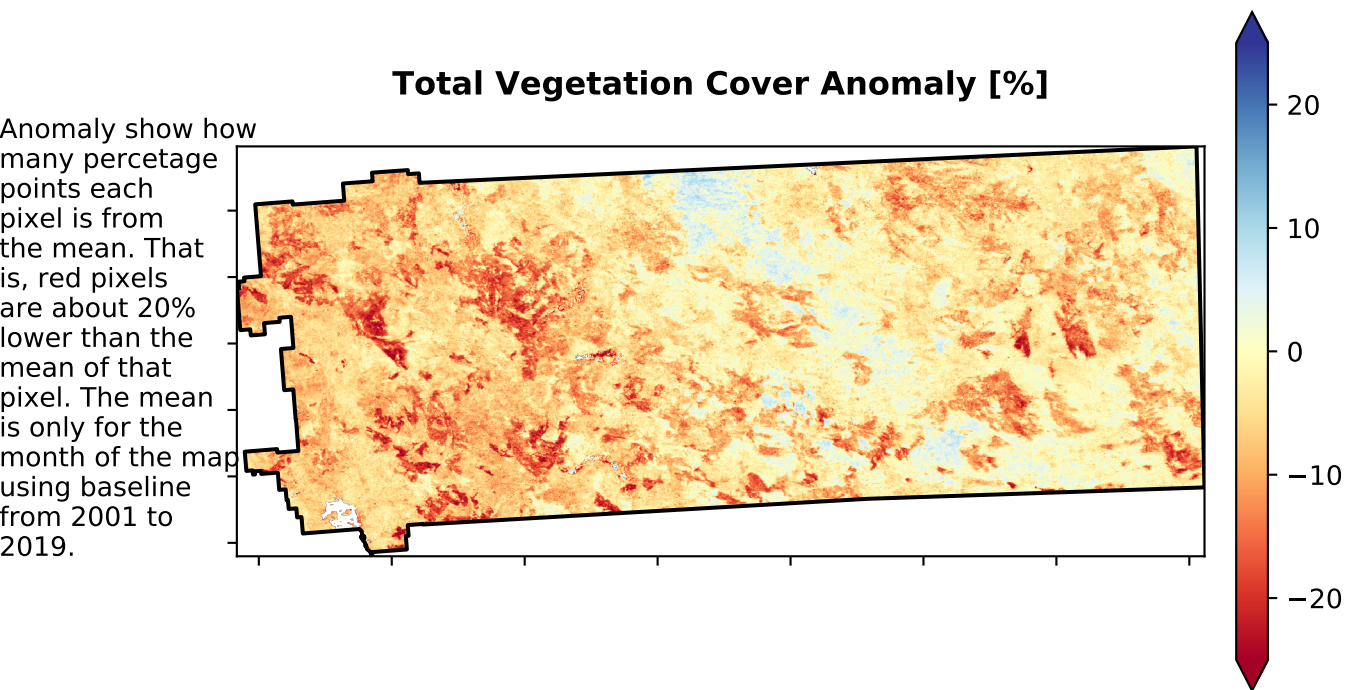 Total Vegetation Cover Anomaly [%]
Anomaly show how
many percetage
points each
pixel is from
the mean. That
is, red pixels
are about 20%
lower than the
mean of that
pixel. The mean
is only for the
month of the map
using baseline
from 2001 to
2019.
20
10
0
−10
−20